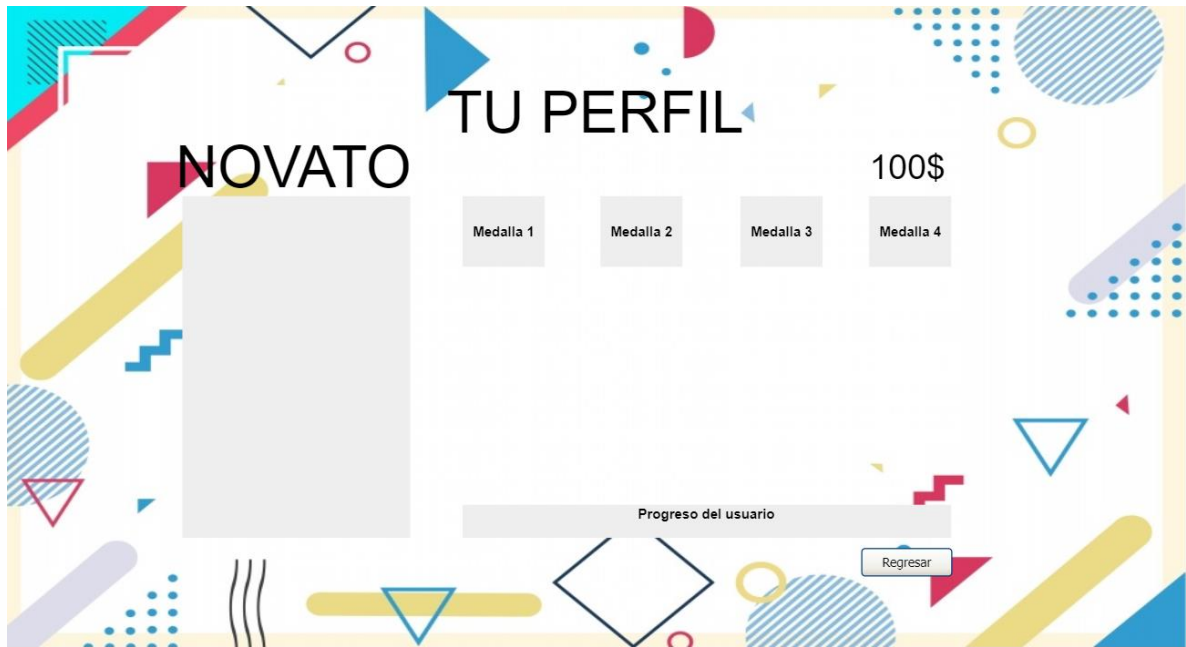 TU PERFIL
NOVATO
100$
Medalla 1
Medalla 2
Medalla 3
Medalla 4
Progreso del usuario
Regresar